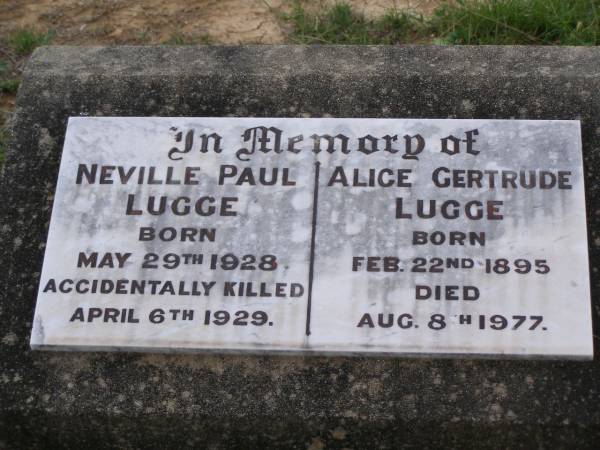 In Memory of
NEVILLE PAUL
LUGGE
BORN
MAY 29TH 1928
ACCIDENTALLY KILLED
APRIL 6TH 1929.
ALICE GERTRUDE
LUGGE
BORN
FEB. 22ND 1895
DIED
AUG. 8TH 1977.